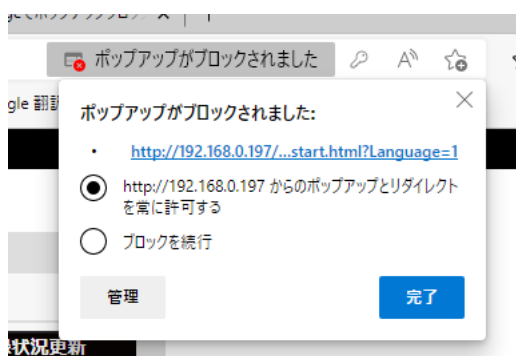 ポップアップがブロックされました
gle 翻訳
ポップアップがブロックされました:
http://192.168.0.197/...start.html?Language=1
http://192.168.0.197 からのポップアップとリダイレクト
を常に許可する
ブロックを続行
管理
完了
状況更新